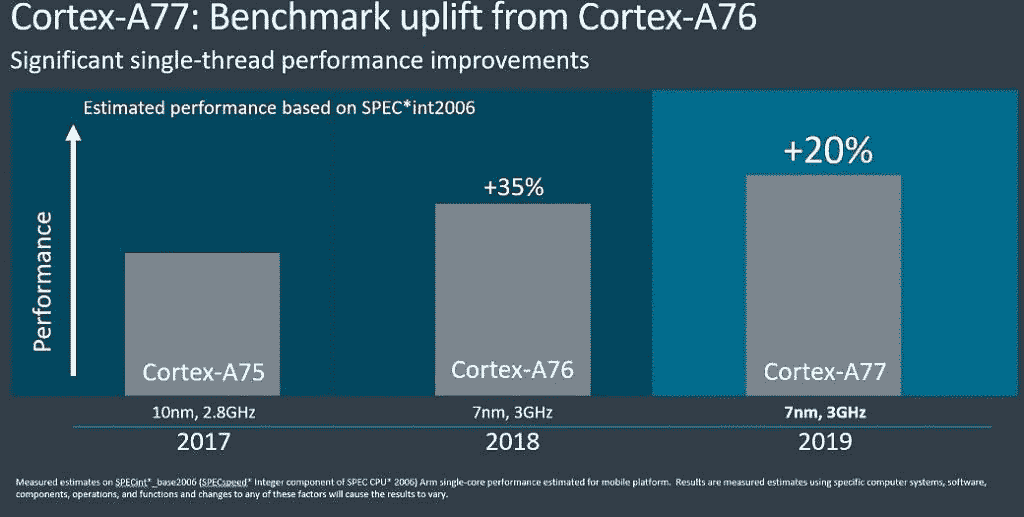 Cortex-A77: Benchmark uplift from Cortex-A76
Significant single-thread performance improvements
Estimated performance based on SPEC*int2006
Performance
+35%
+20%
Cortex-A75
Cortex-A76
Cortex-A77
10nm, 2.8GHz
7nm, 3GHz
7nm, 3GHz
2017
2018
2019
Measured estimates on SPECint*_base2006 (SPECspeed* Integer component of SPEC CPU* 2006) Arm single-core performance estimated for mobile platform. Results are measured estimates using specific computer systems, software,
components, operations, and functions and changes to any of these factors will cause the results to vary.